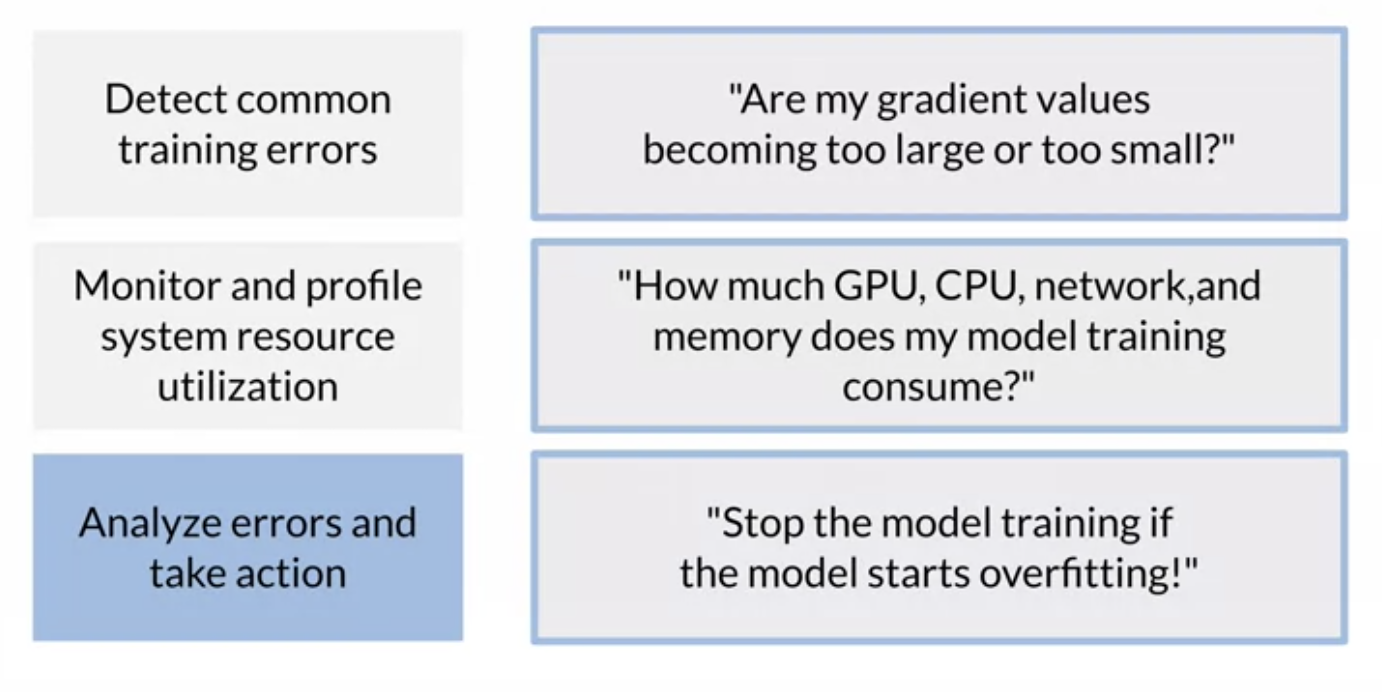 Detect common
training errors
"Are my gradient values
becoming too large or too small?"
Monitor and profile
system resource
utilization
"How much GPU, CPU, network,and
memory does my model training
consume?"
Analyze errors and
take action
"Stop the model training if
the model starts overfitting!"